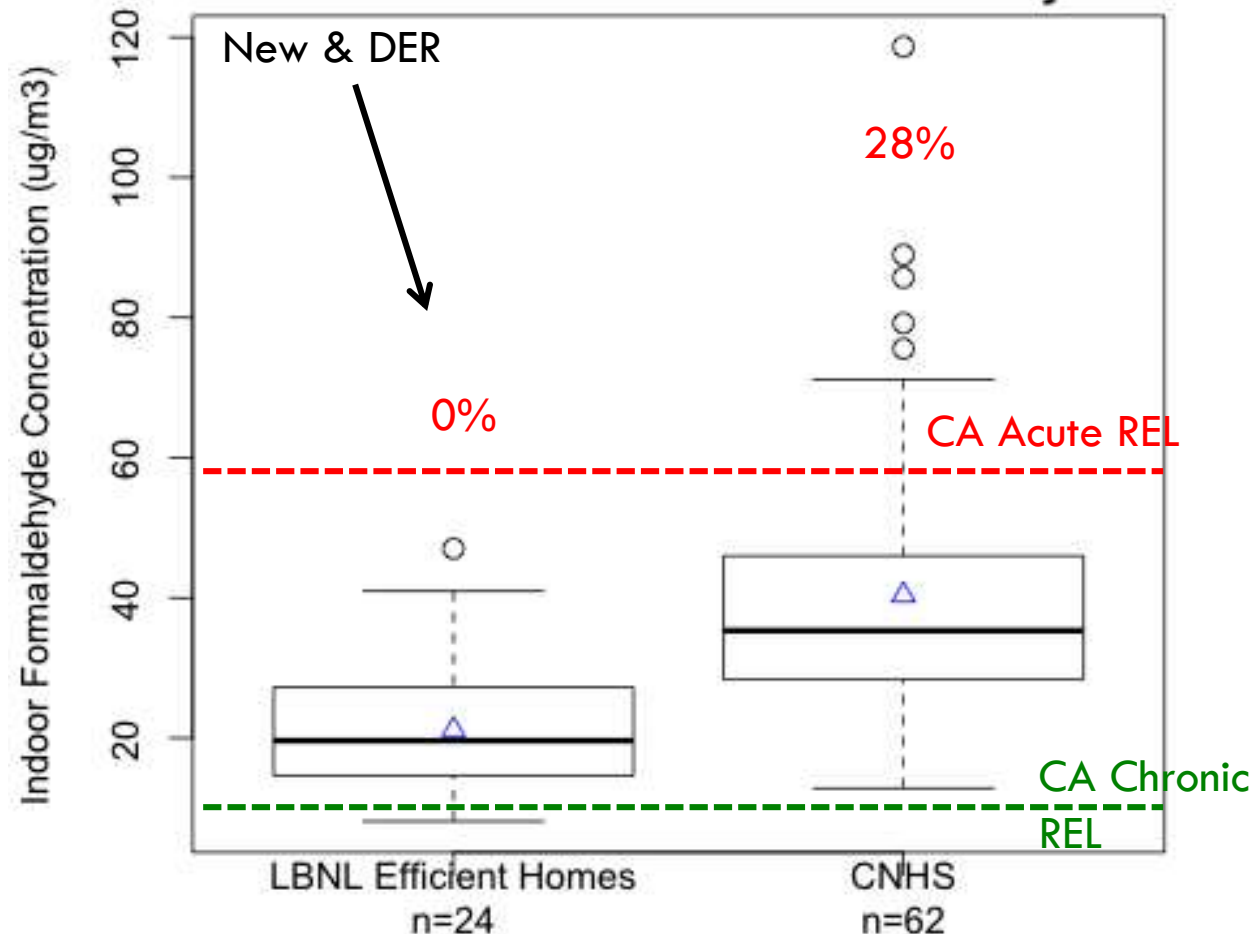 New & DER
Indoor Formaldehyde Concentration (ug/m3)
120
100
80
60
40
20
28%
0%
CA Acute REL
CA Chronic
REL
LBNL Efficient Homes
n=24
CNHS
n=62